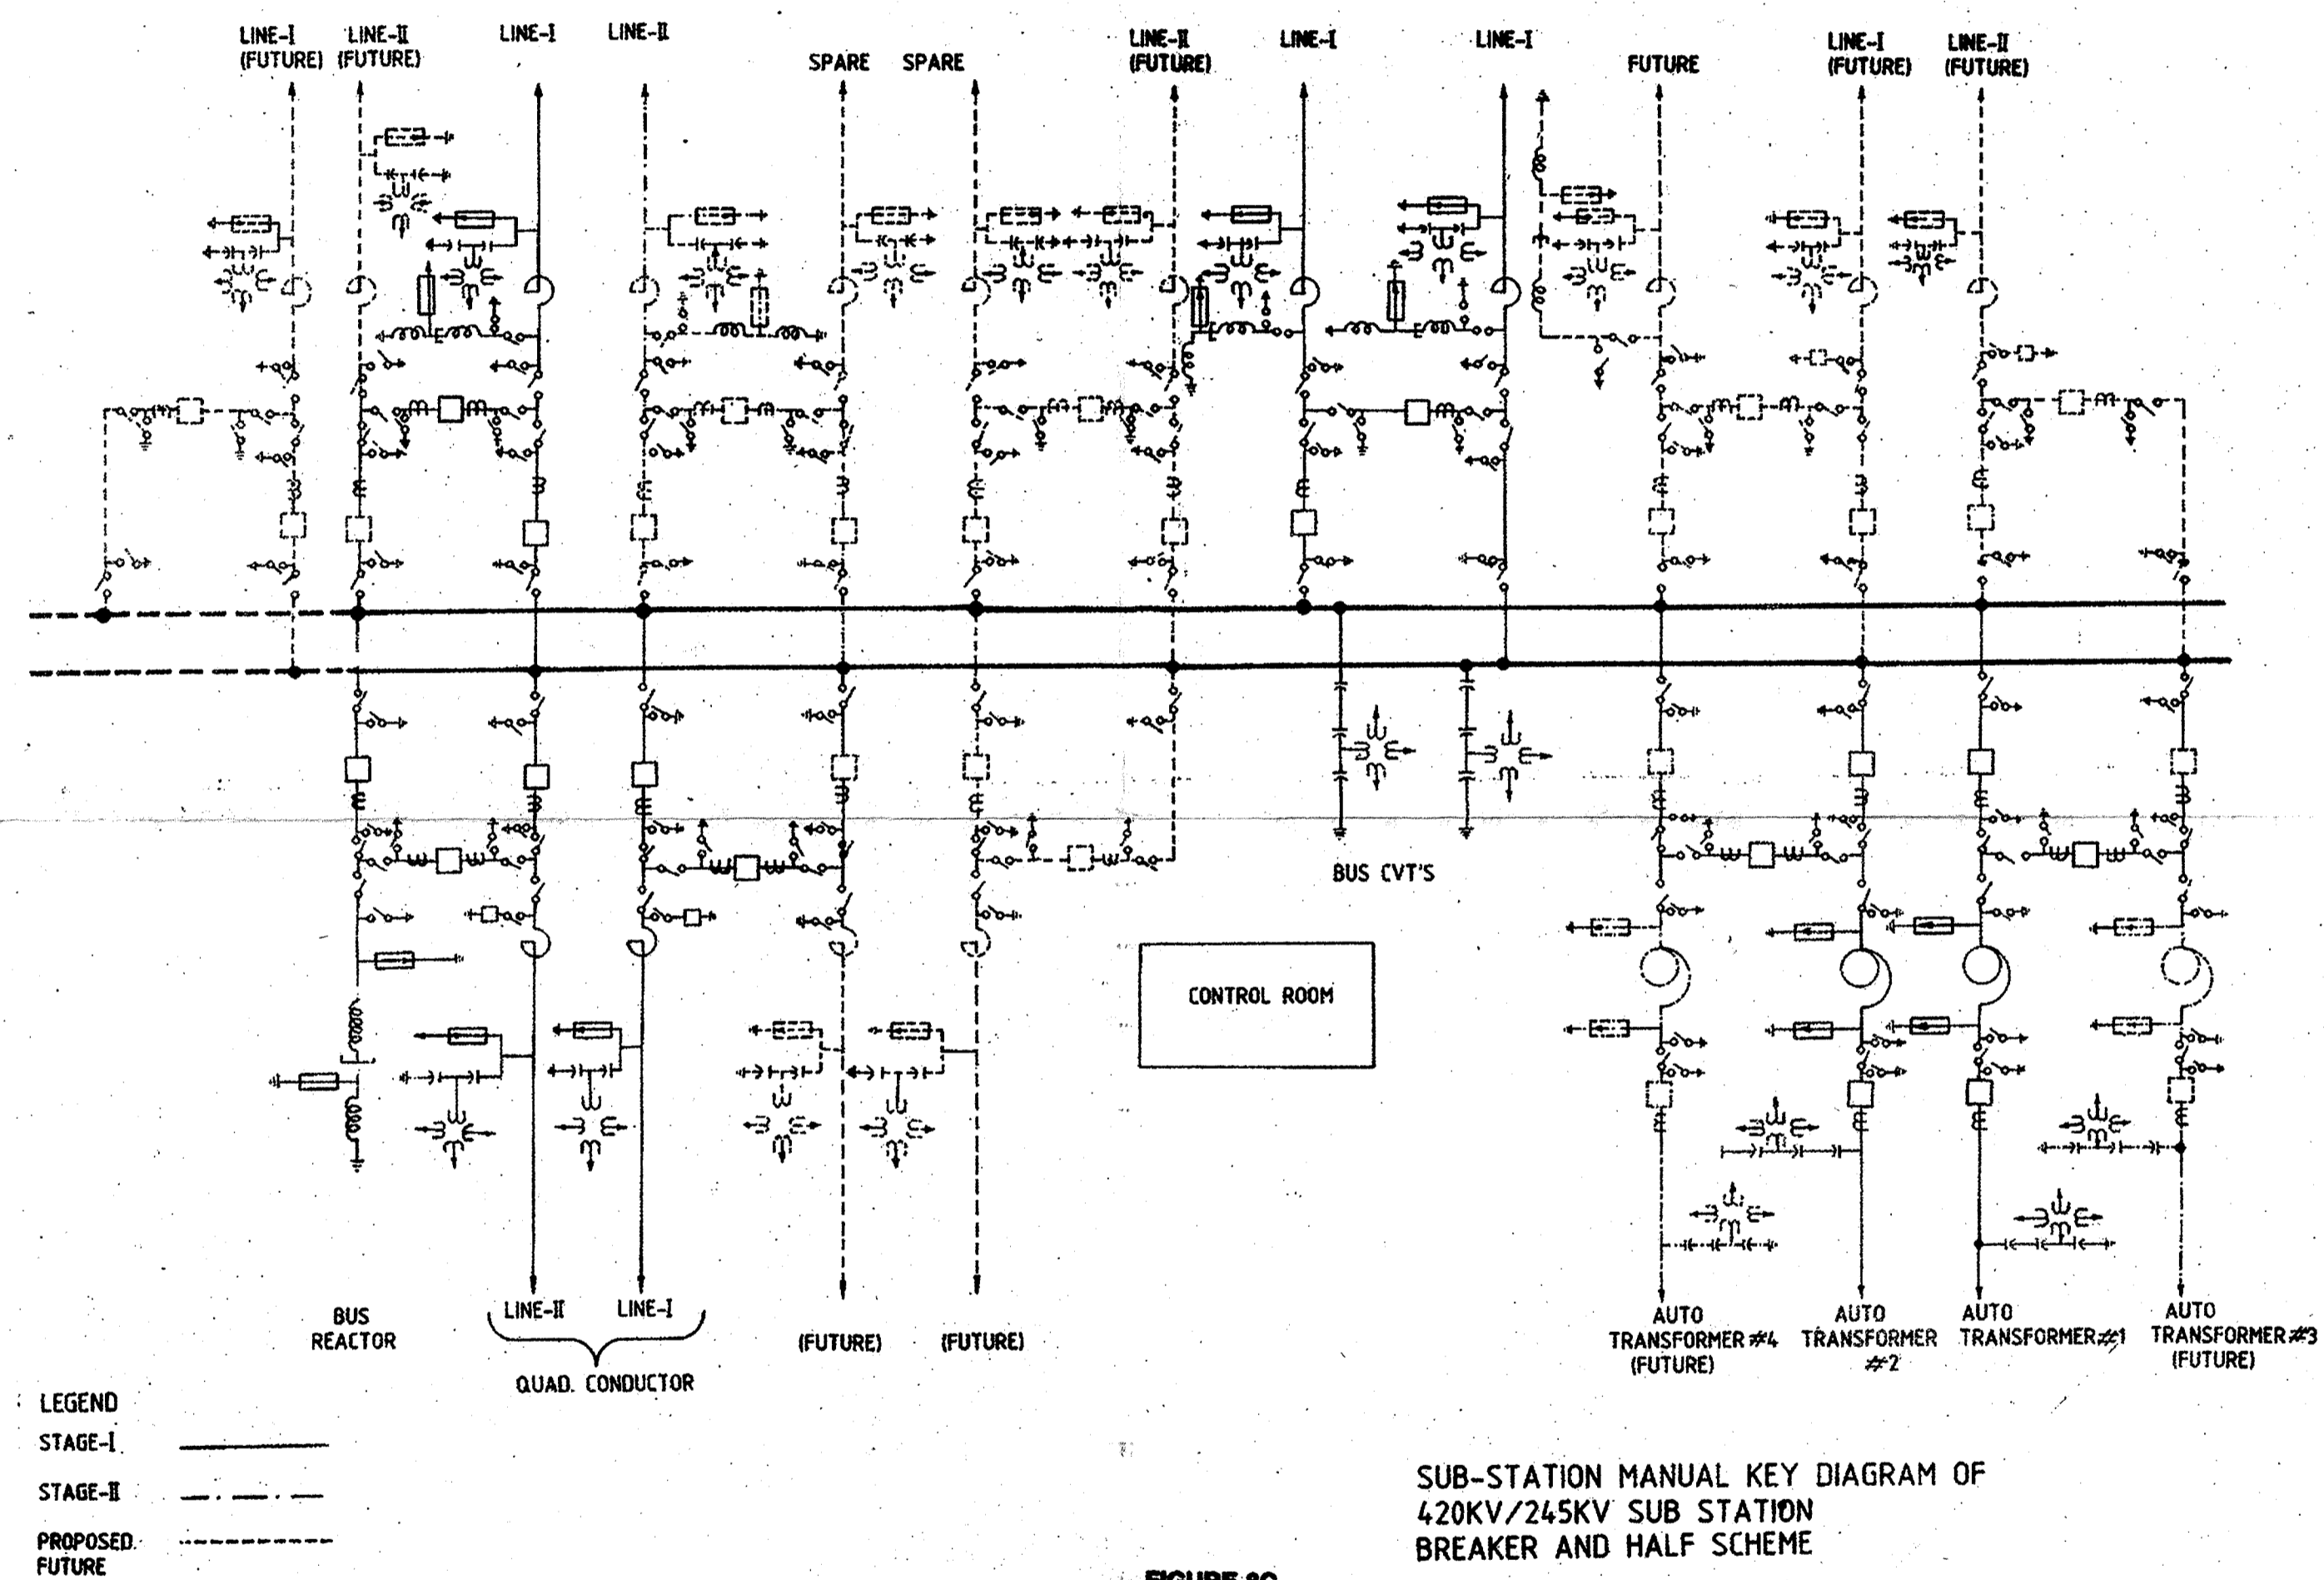 LINE-I
(FUTURE)
LINE-II
(FUTURE)
LINE-I
LINE-II
SPARE
SPARE
LINE-II
(FUTURE)
LINE-I
LINE-I
FUTURE
LINE-I
(FUTURE)
LINE-II
(FUTURE)
BUS CVT'S
CONTROL ROOM
BUS
REACTOR
LINE-II
LINE-I
QUAD. CONDUCTOR
(FUTURE)
(FUTURE)
AUTO
TRANSFORMER #4
(FUTURE)
AUTO
TRANSFORMER
#2
AUTO
TRANSFORMER #1
AUTO
TRANSFORMER #3
(FUTURE)
LEGEND
STAGE-I
STAGE-II
PROPOSED
FUTURE
SUB-STATION MANUAL KEY DIAGRAM OF
420KV/245KV SUB STATION
BREAKER AND HALF SCHEME